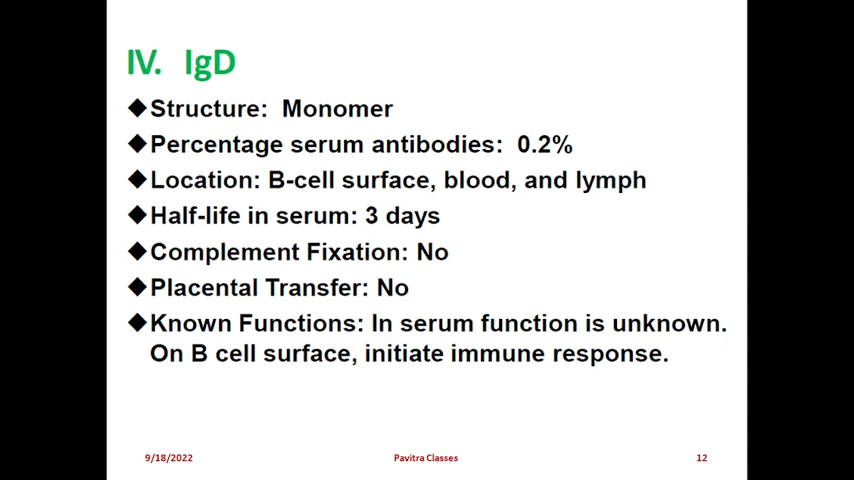 IV. IgD
◆Structure: Monomer
◆Percentage serum antibodies: 0.2%
◆Location: B-cell surface, blood, and lymph
◆Half-life in serum: 3 days
◆Complement Fixation: No
◆Placental Transfer: No
◆Known Functions: In serum function is unknown.
On B cell surface, initiate immune response.
9/18/2022 Pavitra Classes 12